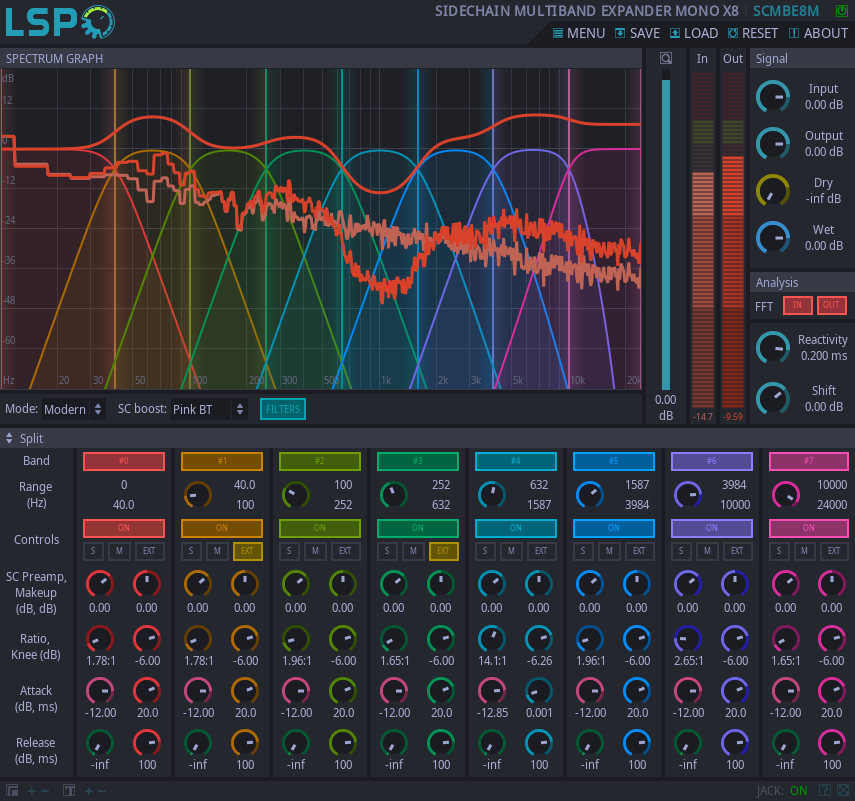 LSP SIDECHAIN MULTIBAND EXPANDER MONO X8 SCMBE8M
MENU SAVE LOAD RESET ABOUT
SPECTRUM GRAPH In Out Signal
dB
12
0
-12
-24
-36
-48
-60
Hz 20 30 50 100 200 300 500 1k 2k 3k 5k 10k 20k
Input
0.00 dB
Output
0.00 dB
Dry
-inf dB
Wet
0.00 dB
Analysis
FFT IN OUT
Reactivity
0.200 ms
Shift
0.00 dB
0.00
dB
-14.7 -9.59
Mode: Modern SC boost: Pink BT FILTERS
Split
Band #0 #1 #2 #3 #4 #5 #6 #7
Range
(Hz)
0 40.0 100 252 632 1587 3984 10000
40.0 100 252 632 1587 3984 10000 24000
Controls
ON ON ON ON ON ON ON ON
S M EXT S M EXT S M EXT S M EXT S M EXT S M EXT S M EXT S M EXT
SC Preamp,
Makeup
(dB, dB)
0.00 0.00 0.00 0.00 0.00 0.00 0.00 0.00 0.00 0.00 0.00 0.00 0.00 0.00 0.00 0.00
Ratio,
Knee (dB)
1.78:1 -6.00 1.78:1 -6.00 1.96:1 -6.00 1.65:1 -6.00 14.1:1 -6.26 1.96:1 -6.00 2.65:1 -6.00 1.65:1 -6.00
Attack
(dB, ms)
-12.00 20.0 -12.00 20.0 -12.00 20.0 -12.00 20.0 -12.85 0.001 -12.00 20.0 -12.00 20.0 -12.00 20.0
Release
(dB, ms)
-inf 100 -inf 100 -inf 100 -inf 100 -inf 100 -inf 100 -inf 100 -inf 100
JACK: ON